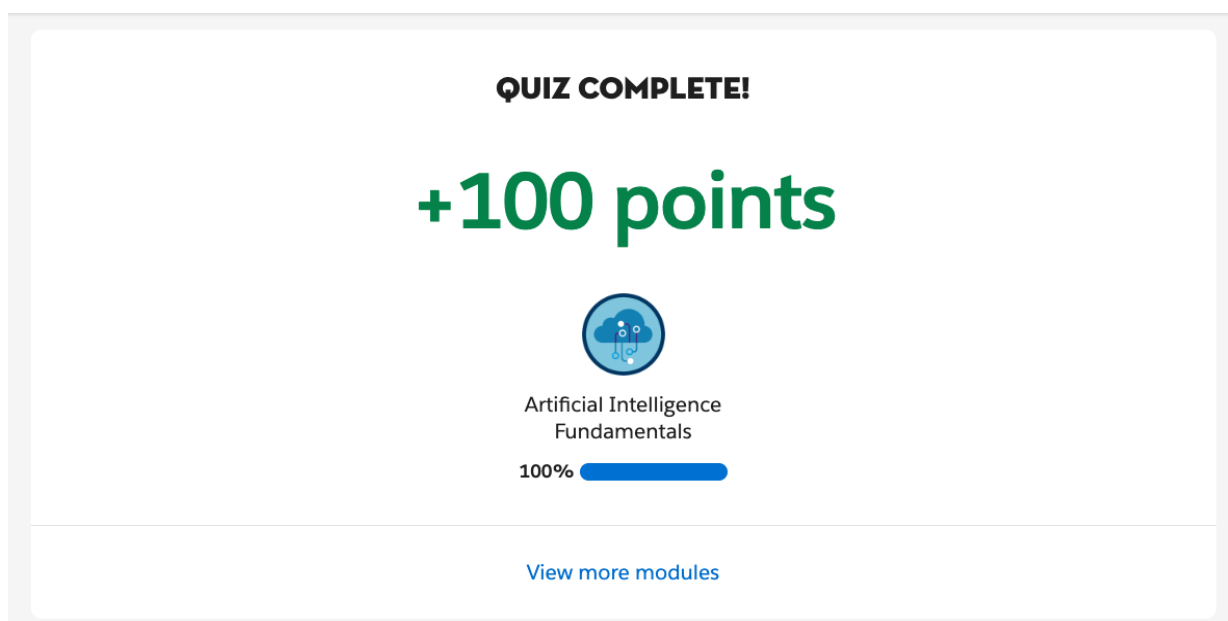 QUIZ COMPLETE!
+100 points
Artificial Intelligence
Fundamentals
100%
View more modules